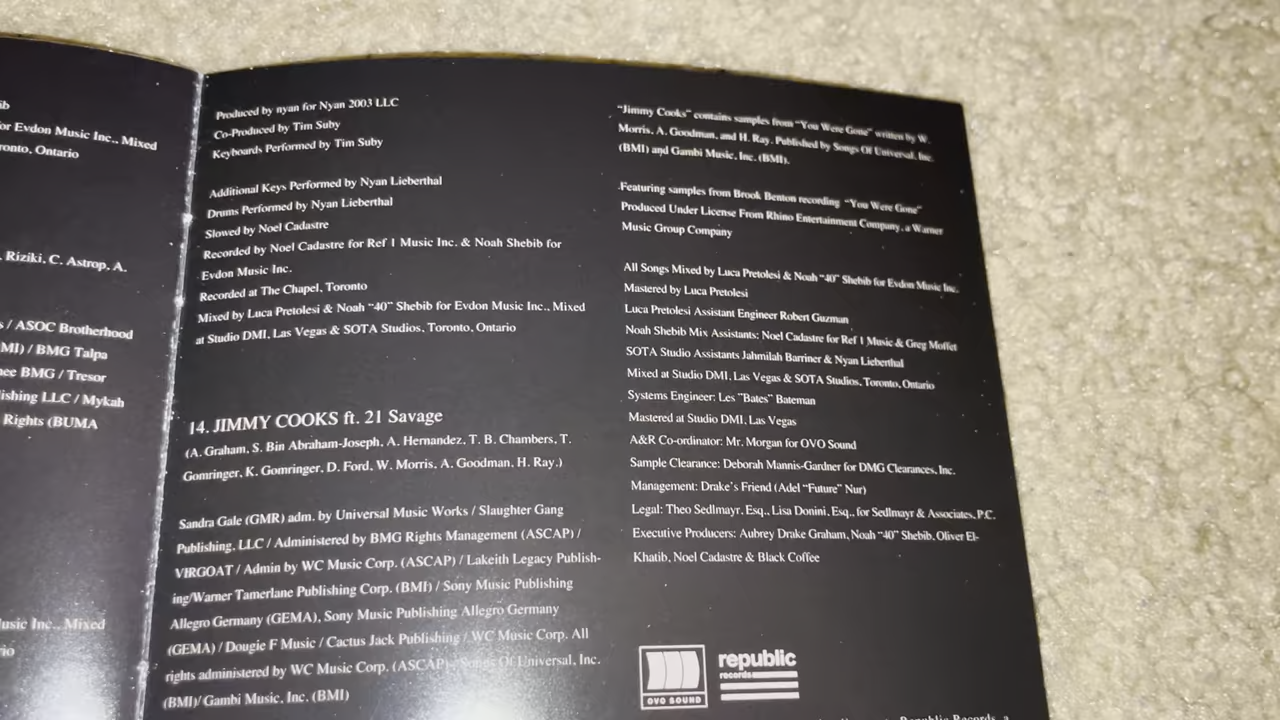 ib
or Evdon Music Inc., Mixed
ronto, Ontario
. Riziki, C. Astrop, A.
s / ASOC Brotherhood
MI) / BMG Talpa
nee BMG / Tresor
lishing LLC / Mykah
Rights (BUMA
usic Inc., Mixed
rio
Produced by nyan for Nyan 2003 LLC
Co-Produced by Tim Suby
Keyboards Performed by Tim Suby
Additional Keys Performed by Nyan Lieberthal
Drums Performed by Nyan Lieberthal
Slowed by Noel Cadastre
Recorded by Noel Cadastre for Ref 1 Music Inc. & Noah Shebib for
Evdon Music Inc.
Recorded at The Chapel, Toronto
Mixed by Luca Pretolesi & Noah “40” Shebib for Evdon Music Inc., Mixed
at Studio DMI, Las Vegas & SOTA Studios, Toronto, Ontario
14. JIMMY COOKS ft. 21 Savage
(A. Graham, S. Bin Abraham-Joseph, A. Hernandez, T. B. Chambers, T.
Gomringer, K. Gomringer, D. Ford, W. Morris, A. Goodman, H. Ray.)
Sandra Gale (GMR) adm. by Universal Music Works / Slaughter Gang
Publishing, LLC / Administered by BMG Rights Management (ASCAP) /
VIRGOAT / Admin by WC Music Corp. (ASCAP) / Lakeith Legacy Publish-
ing/Warner Tamerlane Publishing Corp. (BMI) / Sony Music Publishing
Allegro Germany (GEMA), Sony Music Publishing Allegro Germany
(GEMA) / Dougie F Music / Cactus Jack Publishing / WC Music Corp. All
rights administered by WC Music Corp. (ASCAP), Songs Of Universal, Inc.
(BMI)/ Gambi Music, Inc. (BMI)
“Jimmy Cooks” contains samples from “You Were Gone” written by W.
Morris, A. Goodman, and H. Ray. Published by Songs Of Universal, Inc.
(BMI) and Gambi Music, Inc. (BMI).
Featuring samples from Brook Benton recording “You Were Gone”
Produced Under License From Rhino Entertainment Company, a Warner
Music Group Company
All Songs Mixed by Luca Pretolesi & Noah “40” Shebib for Evdon Music Inc.
Mastered by Luca Pretolesi
Luca Pretolesi Assistant Engineer Robert Guzman
Noah Shebib Mix Assistants: Noel Cadastre for Ref 1 Music & Greg Moffet
SOTA Studio Assistants Jahmilah Barriner & Nyan Lieberthal
Mixed at Studio DMI, Las Vegas & SOTA Studios, Toronto, Ontario
Systems Engineer: Les "Bates" Bateman
Mastered at Studio DMI, Las Vegas
A&R Co-ordinator: Mr. Morgan for OVO Sound
Sample Clearance: Deborah Mannis-Gardner for DMG Clearances, Inc.
Management: Drake's Friend (Adel “Future” Nur)
Legal: Theo Sedlmayr, Esq., Lisa Donini, Esq., for Sedlmayr & Associates, P.C.
Executive Producers: Aubrey Drake Graham, Noah “40” Shebib, Oliver El-
Khatib, Noel Cadastre & Black Coffee
OVO SOUND
republic
records
Republic Records, a